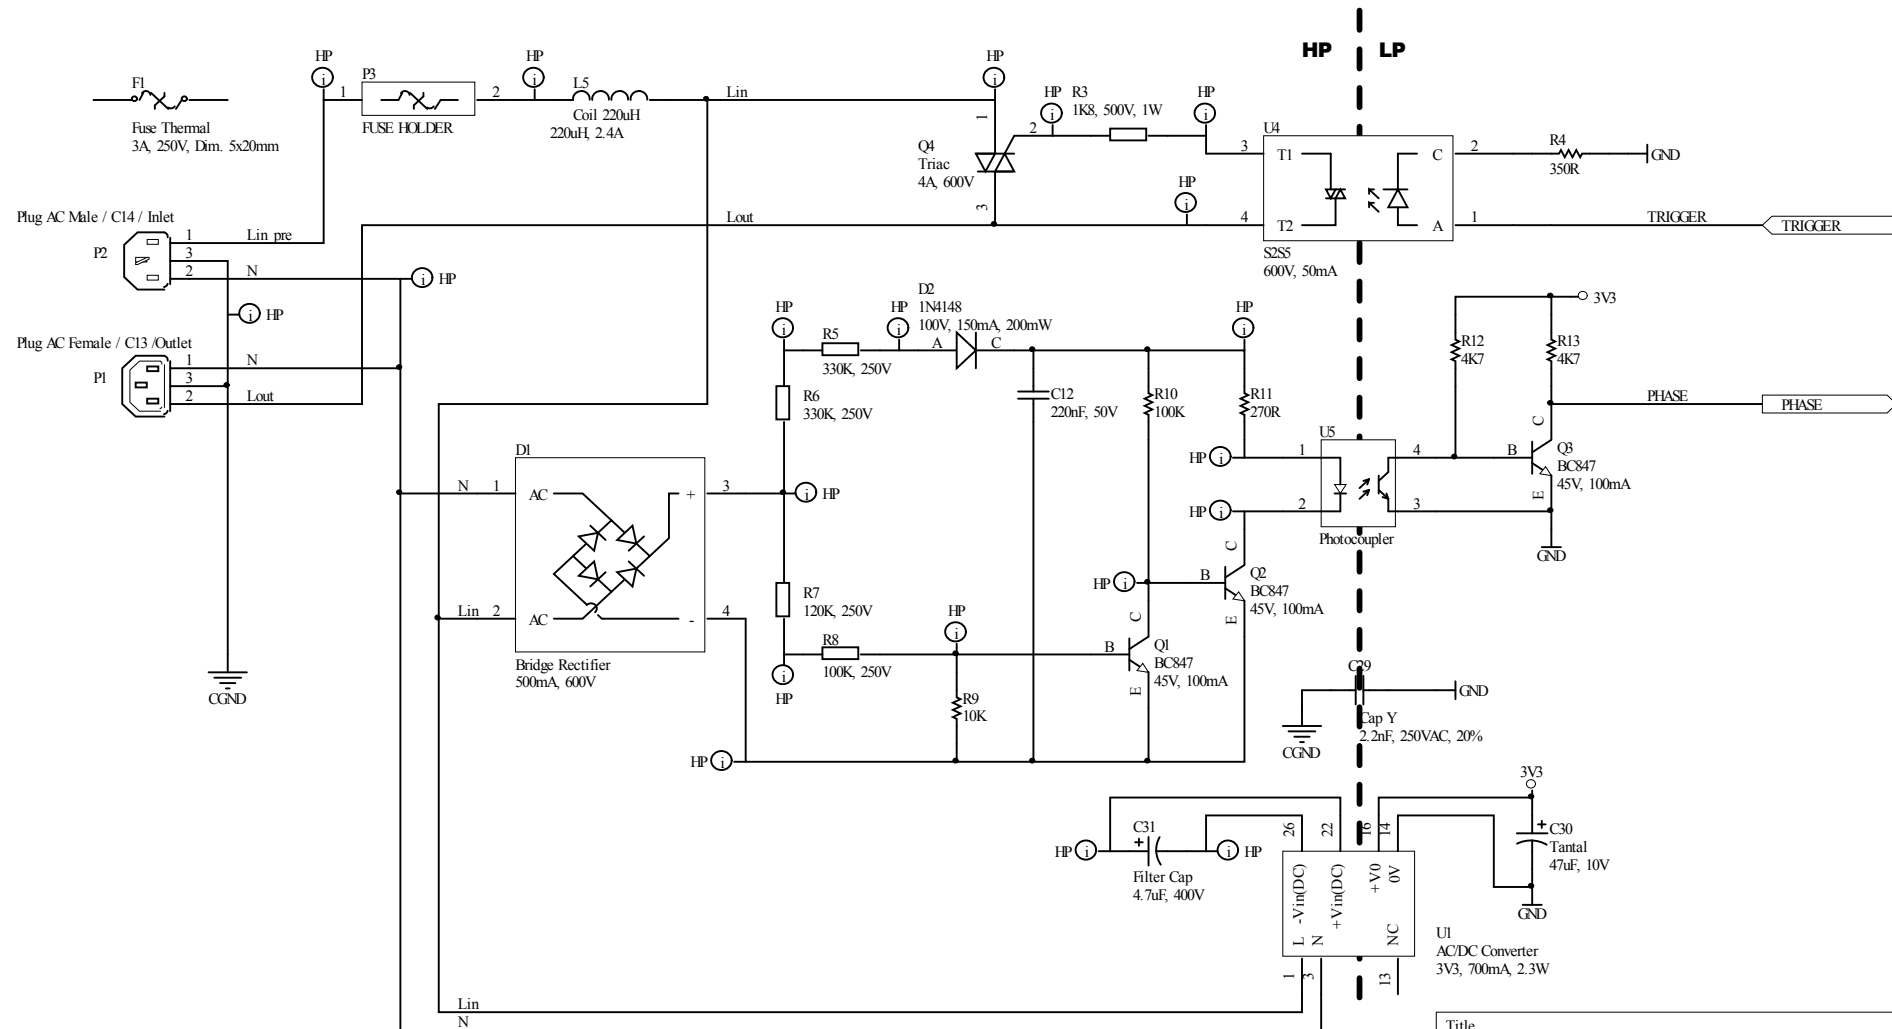 HP LP
HP
HP
HP
F1
Fuse Thermal
3A, 250V, Dim. 5x20mm
1
P3
FUSE HOLDER
2
L5
Coil 220uH
220uH, 2.4A
Lin
1
Q4
Triac
4A, 600V
3
2
HP
R3
1K8, 500V, 1W
HP
U4
3
T1
C
2
R4
350R
GND
HP
Lout
4
T2
A
1
TRIGGER
TRIGGER
S2S5
600V, 50mA
Plug AC Male / C14 / Inlet
P2
1
Lin pre
3
2
N
HP
HP
Plug AC Female / C13 /Outlet
P1
1
N
3
2
Lout
CGND
HP
R5
330K, 250V
HP
D2
1N4148
100V, 150mA, 200mW
A
C
HP
R6
330K, 250V
C12
220nF, 50V
R10
100K
R11
270R
3V3
R12
4K7
R13
4K7
PHASE
PHASE
D1
N
1
AC
+
3
HP
Lin
2
AC
-
4
Bridge Rectifier
500mA, 600V
R7
120K, 250V
HP
R8
100K, 250V
HP
R9
10K
HP
U5
HP
1
HP
2
4
3
Photocoupler
B
C
E
Q3
BC847
45V, 100mA
GND
HP
B
C
E
Q2
BC847
45V, 100mA
B
C
E
Q1
BC847
45V, 100mA
C29
GND
CGND
Cap Y
2.2nF, 250VAC, 20%
3V3
HP
C31
+
HP
Filter Cap
4.7uF, 400V
26
22
16
14
-Vin(DC)
+Vin(DC)
+V0
0V
L
N
NC
1
3
13
+
C30
Tantal
47uF, 10V
GND
U1
AC/DC Converter
3V3, 700mA, 2.3W
Lin
N
Title